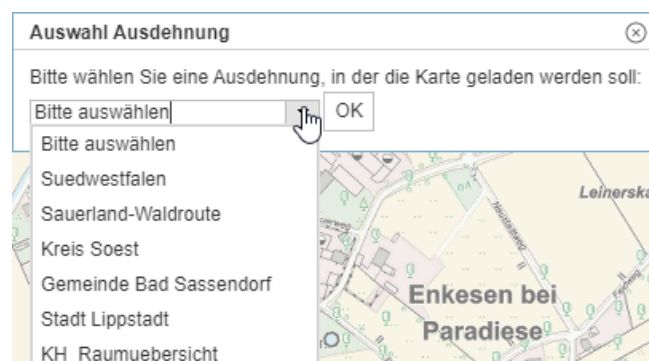 Auswahl Ausdehnung
Bitte wählen Sie eine Ausdehnung, in der die Karte geladen werden soll:
Bitte auswählen
OK
Bitte auswählen
Suedwestfalen
Sauerland-Waldroute
Kreis Soest
Gemeinde Bad Sassendorf
Stadt Lippstadt
KH_Raumuebersicht
Leinerska
Neustadtweg
Enkesen bei
Paradiese